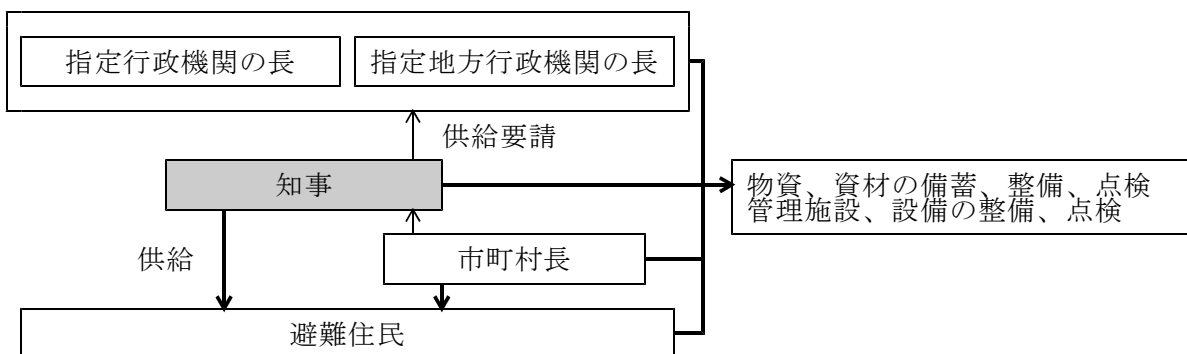 指定行政機関の長
指定地方行政機関の長
供給要請
知事
物資、資材の備蓄、整備、点検
管理施設、設備の整備、点検
供給
市町村長
避難住民